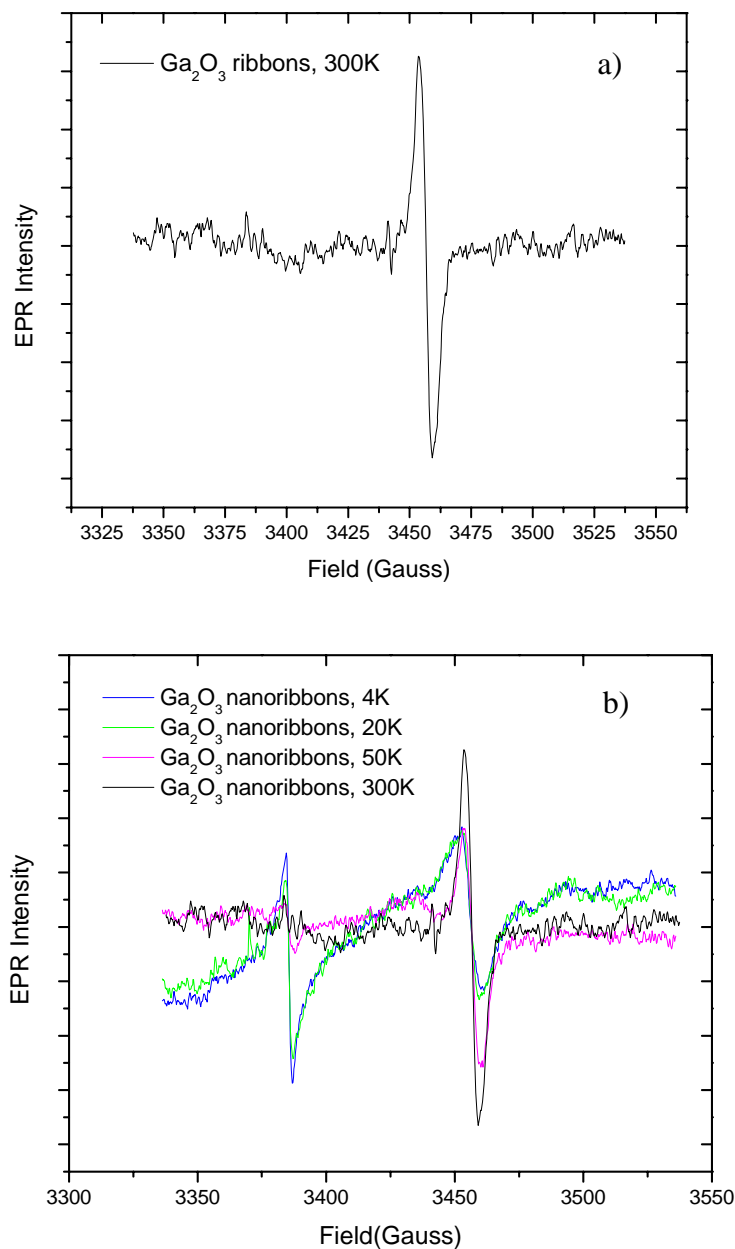 Ga2O3 ribbons, 300K
a)
EPR Intensity
3325 3350 3375 3400 3425 3450 3475 3500 3525 3550
Field (Gauss)
Ga2O3 nanoribbons, 4K
b)
Ga2O3 nanoribbons, 20K
Ga2O3 nanoribbons, 50K
Ga2O3 nanoribbons, 300K
EPR Intensity
3300 3350 3400 3450 3500 3550
Field(Gauss)